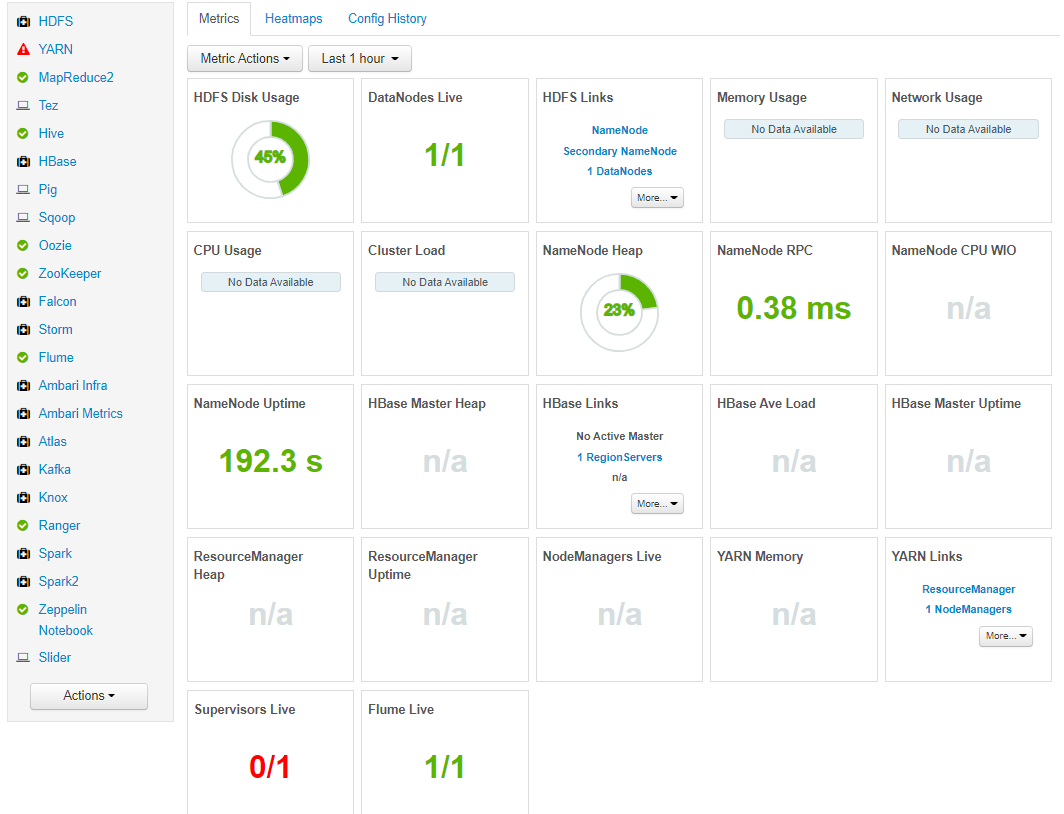 HDFS
YARN
MapReduce2
Tez
Hive
HBase
Pig
Sqoop
Oozie
ZooKeeper
Falcon
Storm
Flume
Ambari Infra
Ambari Metrics
Atlas
Kafka
Knox
Ranger
Spark
Spark2
Zeppelin
Notebook
Slider
Actions
Metrics Heatmaps Config History
Metric Actions Last 1 hour
HDFS Disk Usage
45%
DataNodes Live
1/1
HDFS Links
NameNode
Secondary NameNode
1 DataNodes
More...
Memory Usage
No Data Available
Network Usage
No Data Available
CPU Usage
No Data Available
Cluster Load
No Data Available
NameNode Heap
23%
NameNode RPC
0.38 ms
NameNode CPU WIO
n/a
NameNode Uptime
192.3 s
HBase Master Heap
n/a
HBase Links
No Active Master
1 RegionServers
n/a
More...
HBase Ave Load
n/a
HBase Master Uptime
n/a
ResourceManager
Heap
n/a
ResourceManager
Uptime
n/a
NodeManagers Live
n/a
YARN Memory
n/a
YARN Links
ResourceManager
1 NodeManagers
More...
Supervisors Live
0/1
Flume Live
1/1